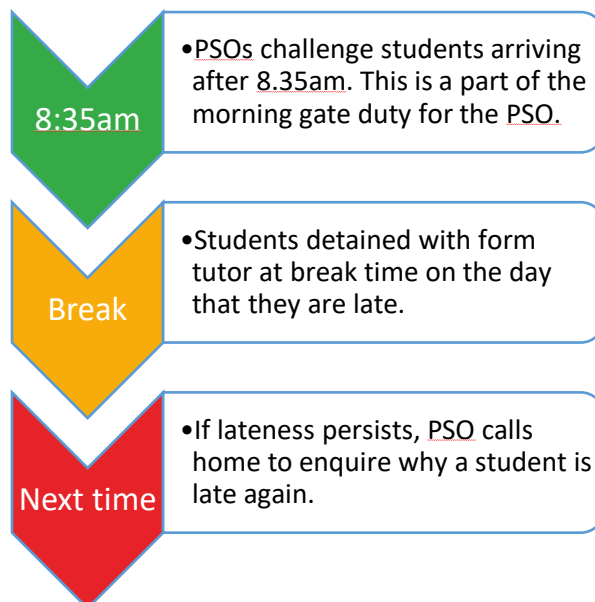 8:35am
•PSOs challenge students arriving
after 8.35am. This is a part of the
morning gate duty for the PSO.
Break
•Students detained with form
tutor at break time on the day
that they are late.
Next time
•If lateness persists, PSO calls
home to enquire why a student is
late again.